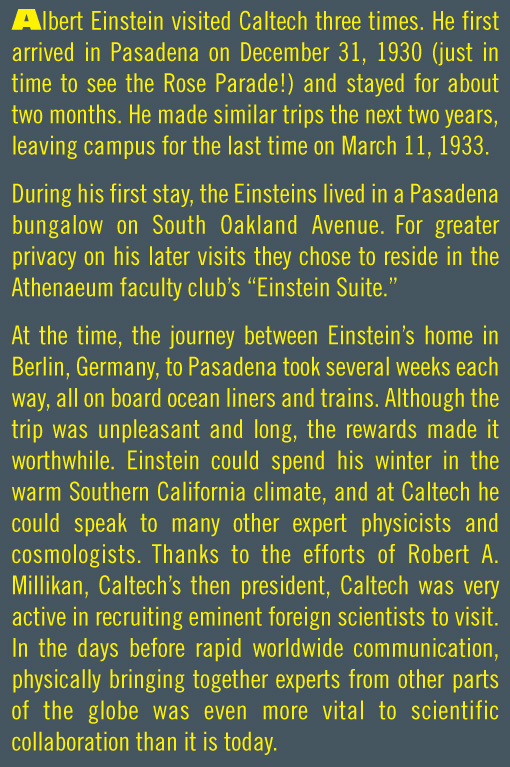 Albert Einstein visited Caltech three times. He first
arrived in Pasadena on December 31, 1930 (just in
time to see the Rose Parade!) and stayed for about
two months. He made similar trips the next two years,
leaving campus for the last time on March 11, 1933.
During his first stay, the Einsteins lived in a Pasadena
bungalow on South Oakland Avenue. For greater
privacy on his later visits they chose to reside in the
Athenaeum faculty club’s “Einstein Suite.”
At the time, the journey between Einstein’s home in
Berlin, Germany, to Pasadena took several weeks each
way, all on board ocean liners and trains. Although the
trip was unpleasant and long, the rewards made it
worthwhile. Einstein could spend his winter in the
warm Southern California climate, and at Caltech he
could speak to many other expert physicists and
cosmologists. Thanks to the efforts of Robert A.
Millikan, Caltech’s then president, Caltech was very
active in recruiting eminent foreign scientists to visit.
In the days before rapid worldwide communication,
physically bringing together experts from other parts
of the globe was even more vital to scientific
collaboration than it is today.